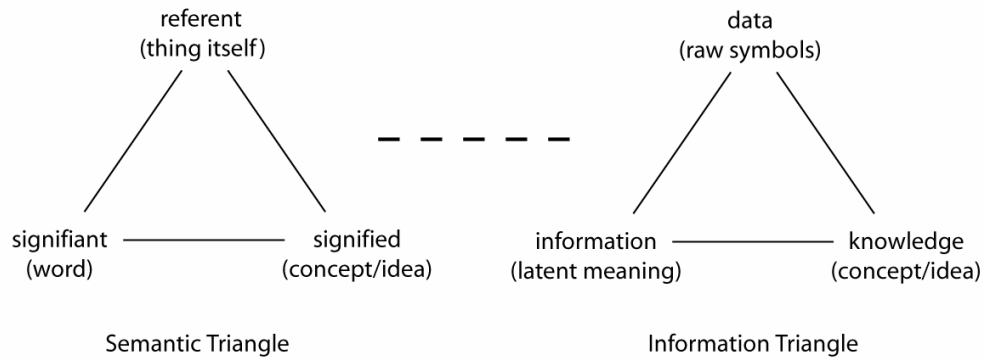 referent
(thing itself)
signifiant
(word)
signified
(concept/idea)
Semantic Triangle
data
(raw symbols)
information
(latent meaning)
knowledge
(concept/idea)
Information Triangle